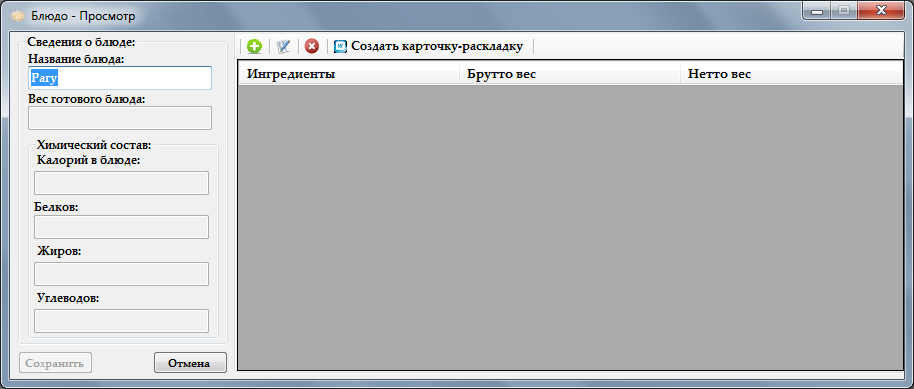 Блюдо - Просмотр
Сведения о блюде:
Название блюда:
Рагу
Вес готового блюда:
Химический состав:
Калорий в блюде:
Белков:
Жиров:
Углеводов:
Сохранить
Отмена
Создать карточку-раскладку
Ингредиенты Брутто вес Нетто вес